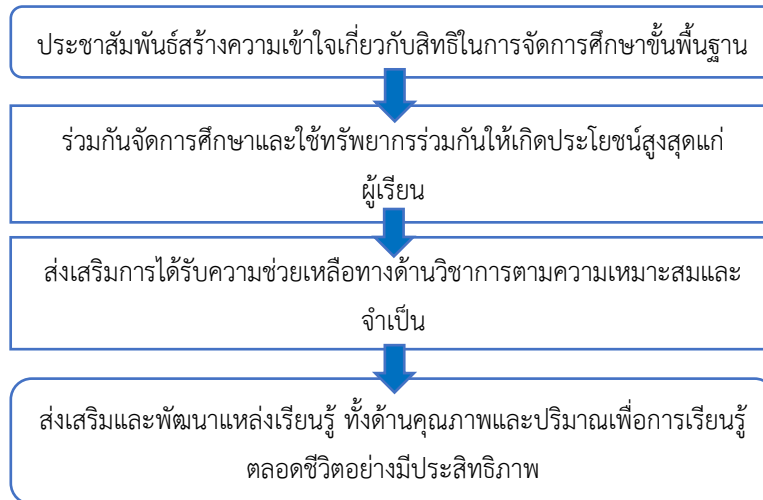 ประชาสัมพันธ์สร้างความเข้าใจเกี่ยวกับสิทธิในการจัดการศึกษาขั้นพื้นฐาน
ร่วมกันจัดการศึกษาและใช้ทรัพยากรร่วมกันให้เกิดประโยชน์สูงสุดแก่
ผู้เรียน
ส่งเสริมการได้รับความช่วยเหลือทางด้านวิชาการตามความเหมาะสมและ
จำเป็น
ส่งเสริมและพัฒนาแหล่งเรียนรู้ ทั้งด้านคุณภาพและปริมาณเพื่อการเรียนรู้
ตลอดชีวิตอย่างมีประสิทธิภาพ